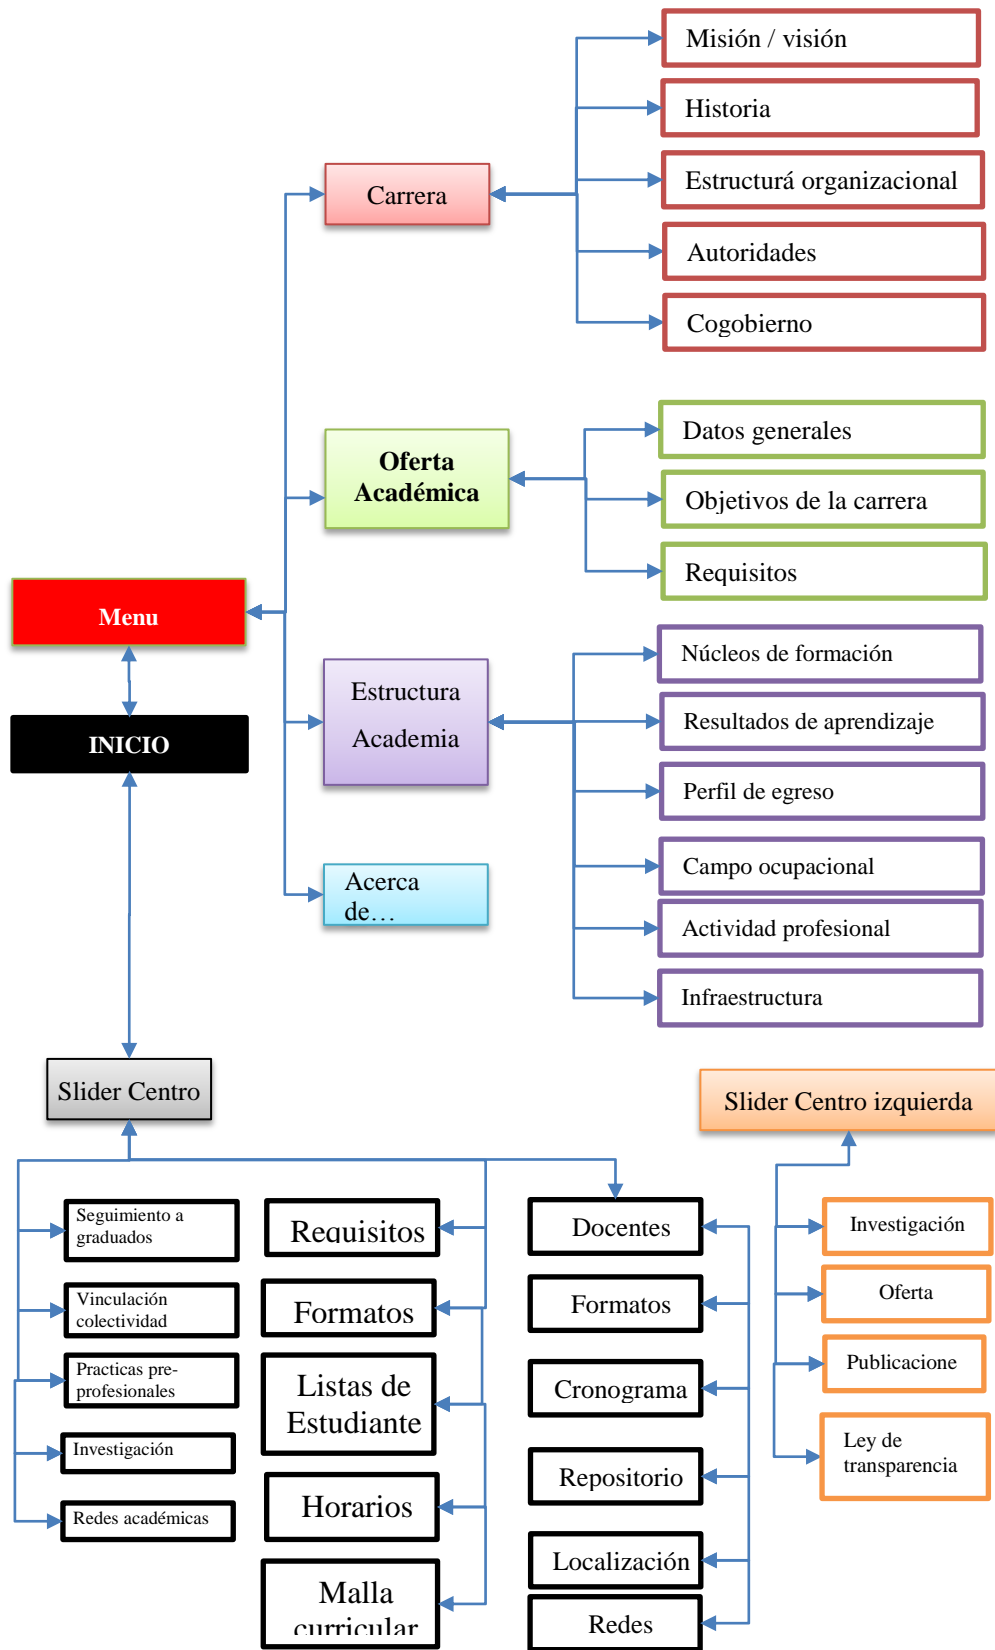 Misión / visión
Historia
Estructurá organizacional
Carrera
Autoridades
Cogobierno
Datos generales
Oferta
Académica
Objetivos de la carrera
Requisitos
Menu
Núcleos de formación
Estructura
Academia
Resultados de aprendizaje
INICIO
Perfil de egreso
Campo ocupacional
Acerca
de…
Actividad profesional
Infraestructura
Slider Centro
Slider Centro izquierda
Seguimiento a
graduados
Vinculación
colectividad
Practicas pre-
profesionales
Investigación
Redes académicas
Requisitos
Formatos
Listas de
Estudiante
Horarios
Malla
curricular
Docentes
Formatos
Cronograma
Repositorio
Localización
Redes
Investigación
Oferta
Publicacione
Ley de
transparencia